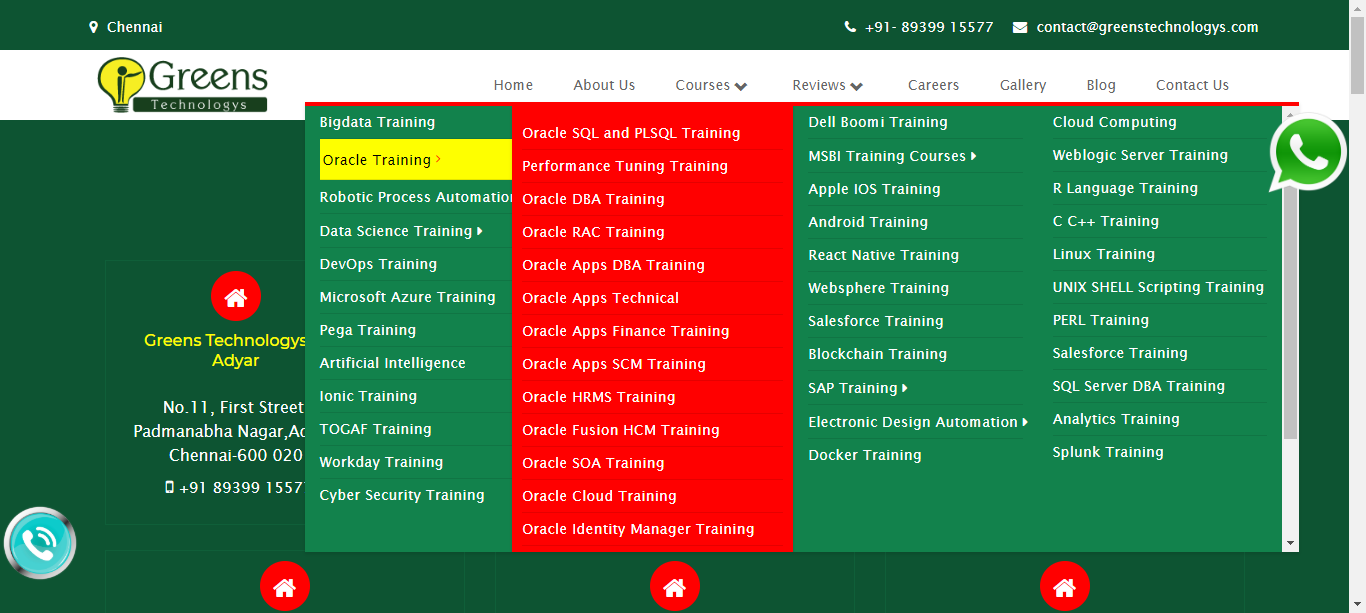 Chennai
+91- 89399 15577
contact@greenstechnologys.com
Greens
Technologys
Home
About Us
Courses
Reviews
Careers
Gallery
Blog
Contact Us
Bigdata Training
Oracle Training
Robotic Process Automation
Data Science Training
DevOps Training
Microsoft Azure Training
Pega Training
Artificial Intelligence
Ionic Training
TOGAF Training
Workday Training
Cyber Security Training
Oracle SQL and PLSQL Training
Performance Tuning Training
Oracle DBA Training
Oracle RAC Training
Oracle Apps DBA Training
Oracle Apps Technical
Oracle Apps Finance Training
Oracle Apps SCM Training
Oracle HRMS Training
Oracle Fusion HCM Training
Oracle SOA Training
Oracle Cloud Training
Oracle Identity Manager Training
Dell Boomi Training
MSBI Training Courses
Apple IOS Training
Android Training
React Native Training
Websphere Training
Salesforce Training
Blockchain Training
SAP Training
Electronic Design Automation
Docker Training
Cloud Computing
Weblogic Server Training
R Language Training
C C++ Training
Linux Training
UNIX SHELL Scripting Training
PERL Training
Salesforce Training
SQL Server DBA Training
Analytics Training
Splunk Training
Greens Technologys
Adyar
No.11, First Street
Padmanabha Nagar,Ad
Chennai-600 020
+91 89399 15577